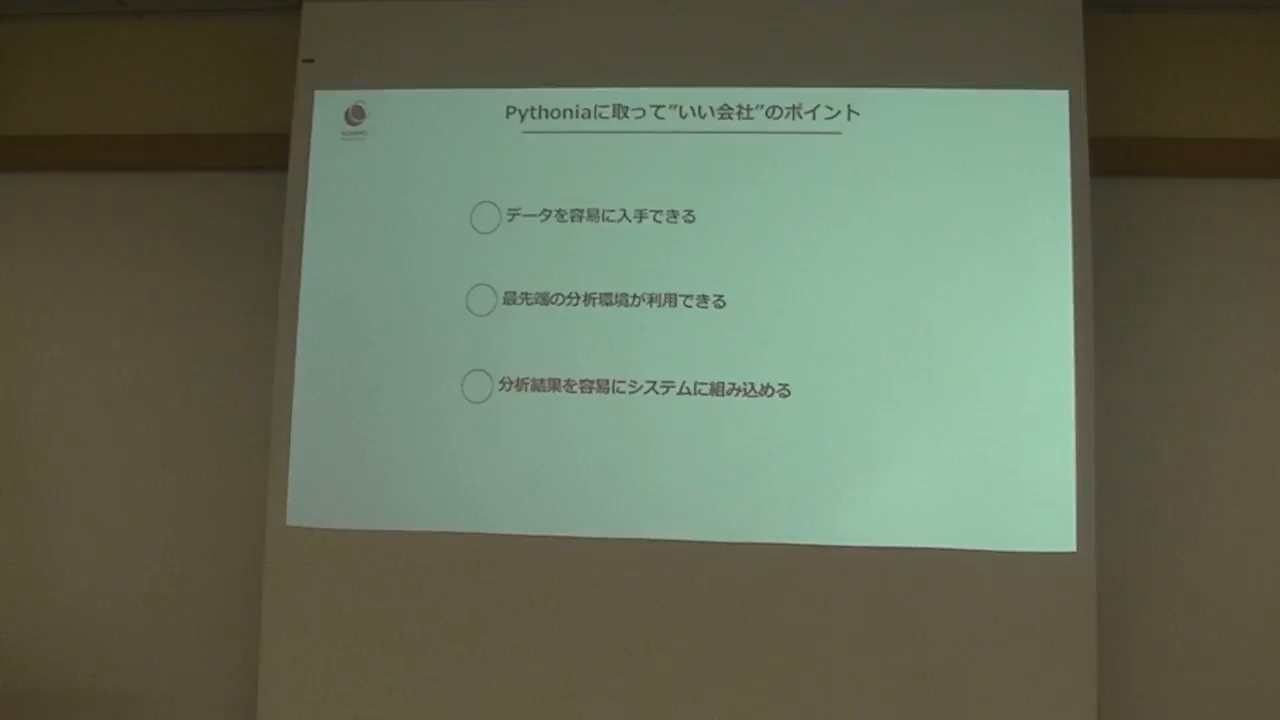 Pythoniaに取って”いい会社”のポイント
データを容易に入手できる
最先端の分析環境が利用できる
分析結果を容易にシステムに組み込める